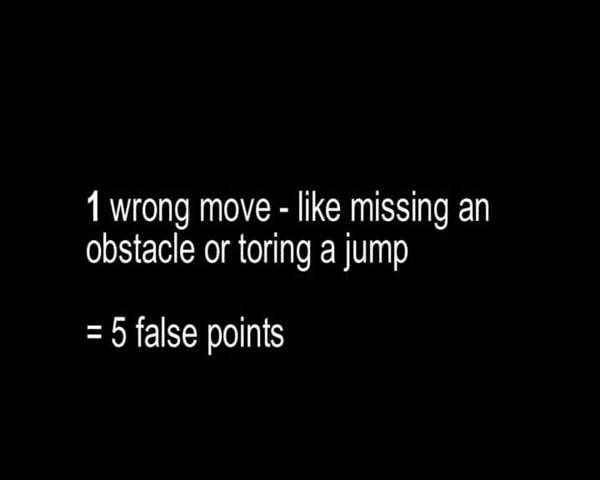 1 wrong move - like missing an
obstacle or toring a jump
= 5 false points